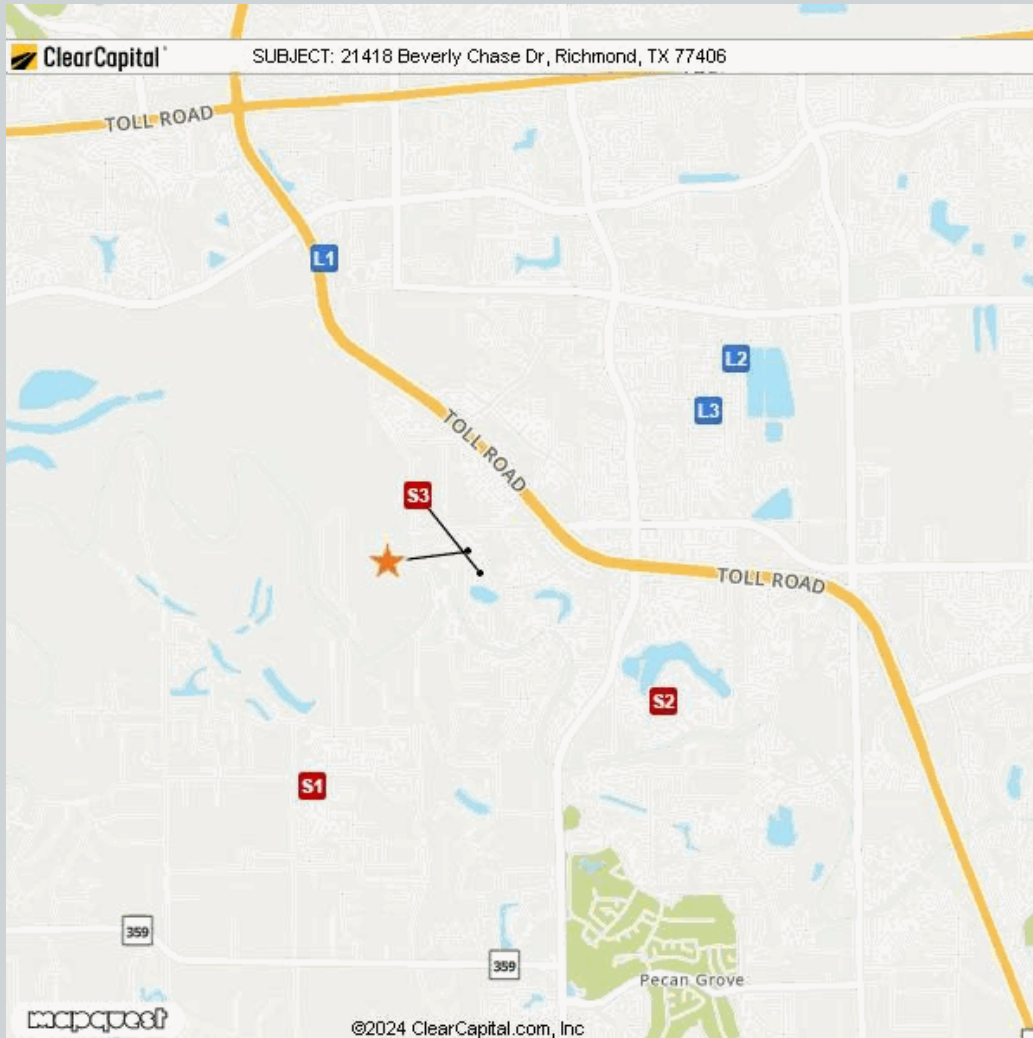 ClearCapital
SUBJECT: 21418 Beverly Chase Dr, Richmond, TX 77406
TOLL ROAD
L1
L2
L3
TOLL ROAD
S3
TOLL ROAD
S2
S1
359
359
Pecan Grove
mapquest
©2024 ClearCapital.com, Inc